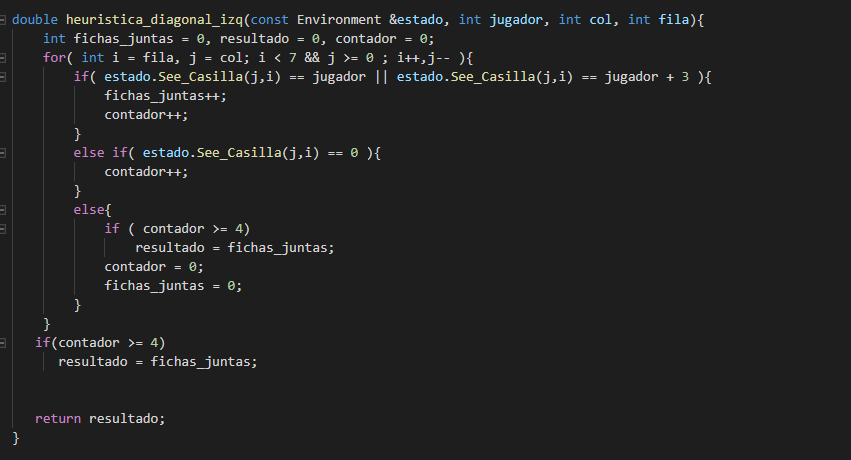 double heuristica_diagonal_izq(const Environment &estado, int jugador, int col, int fila){
    int fichas_juntas = 0, resultado = 0, contador = 0;
    for( int i = fila, j = col; i < 7 && j >= 0 ; i++,j-- ){
        if( estado.See_Casilla(j,i) == jugador || estado.See_Casilla(j,i) == jugador + 3 ){
            fichas_juntas++;
            contador++;
        }
        else if( estado.See_Casilla(j,i) == 0 ){
            contador++;
        }
        else{
            if ( contador >= 4)
                resultado = fichas_juntas;
            contador = 0;
            fichas_juntas = 0;
        }
    }
   if(contador >= 4)
      resultado = fichas_juntas;
   return resultado;
}